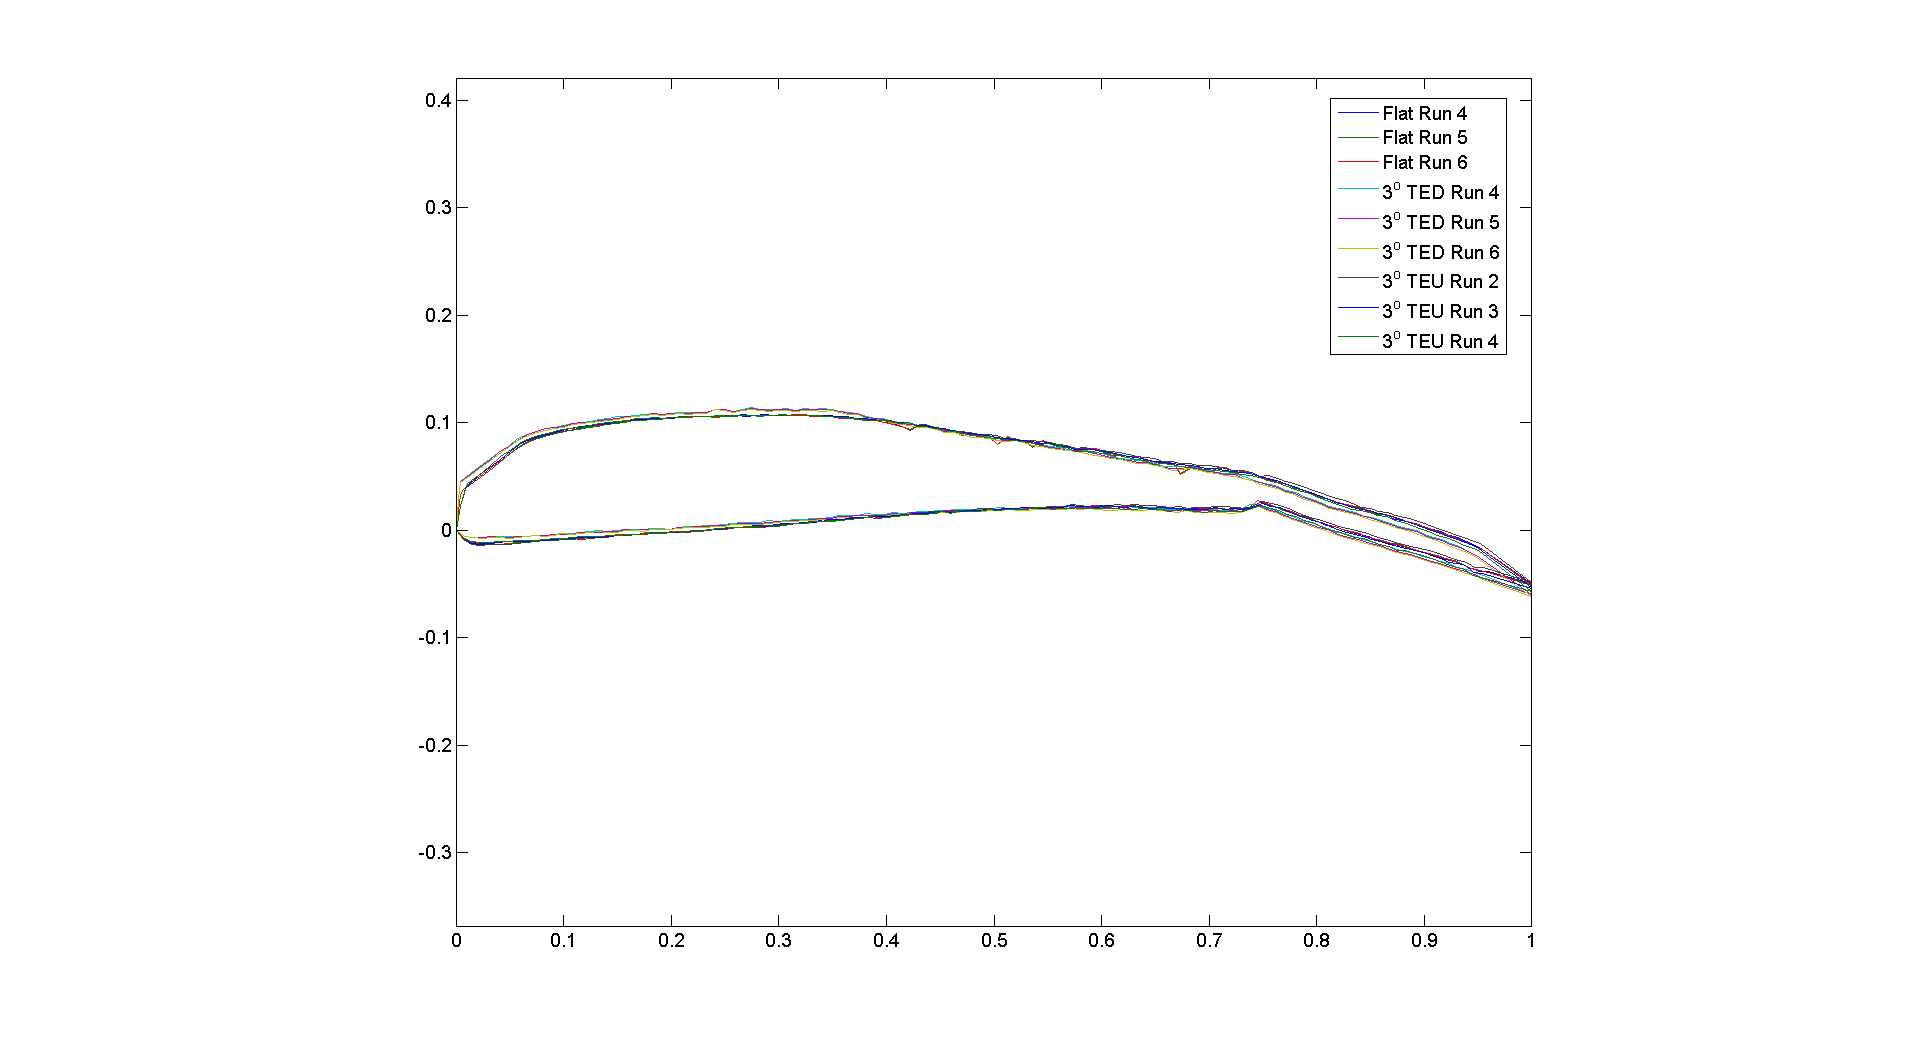 0.4
0.3
0.2
0.1
0
-0.1
-0.2
-0.3
0 0.1 0.2 0.3 0.4 0.5 0.6 0.7 0.8 0.9 1
Flat Run 4
Flat Run 5
Flat Run 6
3⁰ TED Run 4
3⁰ TED Run 5
3⁰ TED Run 6
3⁰ TEU Run 2
3⁰ TEU Run 3
3⁰ TEU Run 4